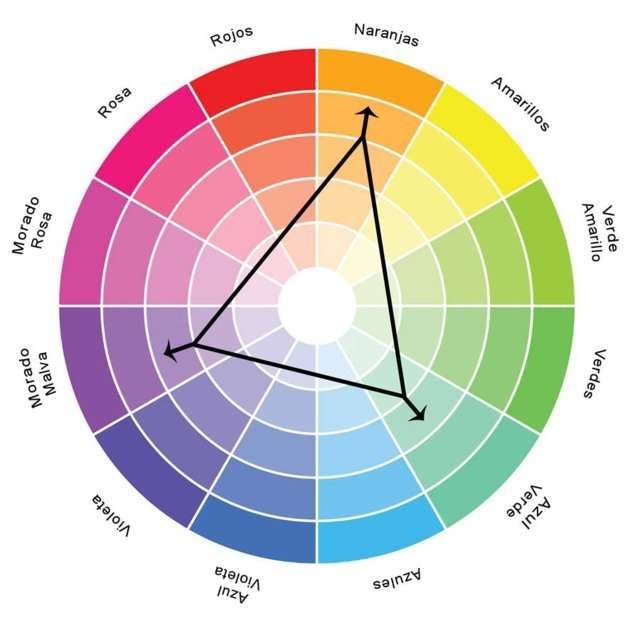 Rojos
Naranjas
Amarillos
Verde
Amarillo
Verdes
Azul
Verde
Azules
Azul
Violeta
Violeta
Morado
Malva
Morado
Rosa
Rosa